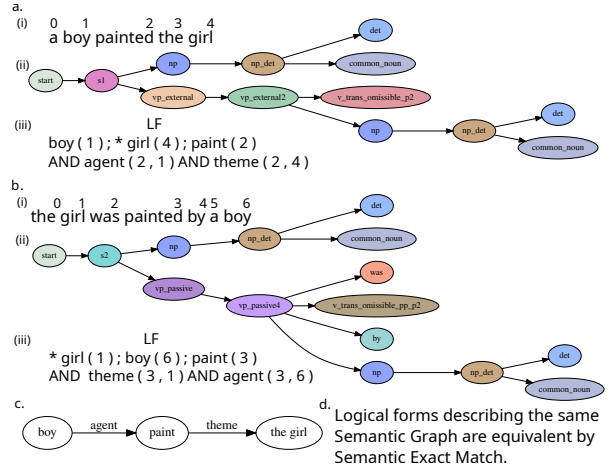 a.
(i) 0 1 2 3 4
a boy painted the girl
(ii)
start s1 np np_det det
common_noun
vp_external vp_external2 v_trans_omissible_p2
np np_det det
common_noun
(iii) LF
boy ( 1 ) ; * girl ( 4 ) ; paint ( 2 )
AND agent ( 2 , 1 ) AND theme ( 2 , 4 )
b.
(i) 0 1 2 3 4 5 6
the girl was painted by a boy
(ii)
start s2 np np_det det
common_noun
vp_passive vp_passive4 was
v_trans_omissible_pp_p2
by
np np_det det
common_noun
(iii) LF
* girl ( 1 ) ; boy ( 6 ) ; paint ( 3 )
AND theme ( 3 , 1 ) AND agent ( 3 , 6 )
c.
boy agent paint theme the girl
d.
Logical forms describing the same
Semantic Graph are equivalent by
Semantic Exact Match.